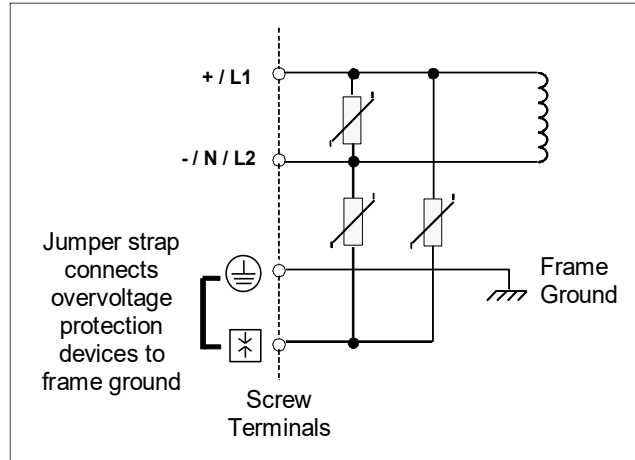 + / L1
- / N / L2
Jumper strap
connects
overvoltage
protection
devices to
frame ground
Frame
Ground
Screw
Terminals